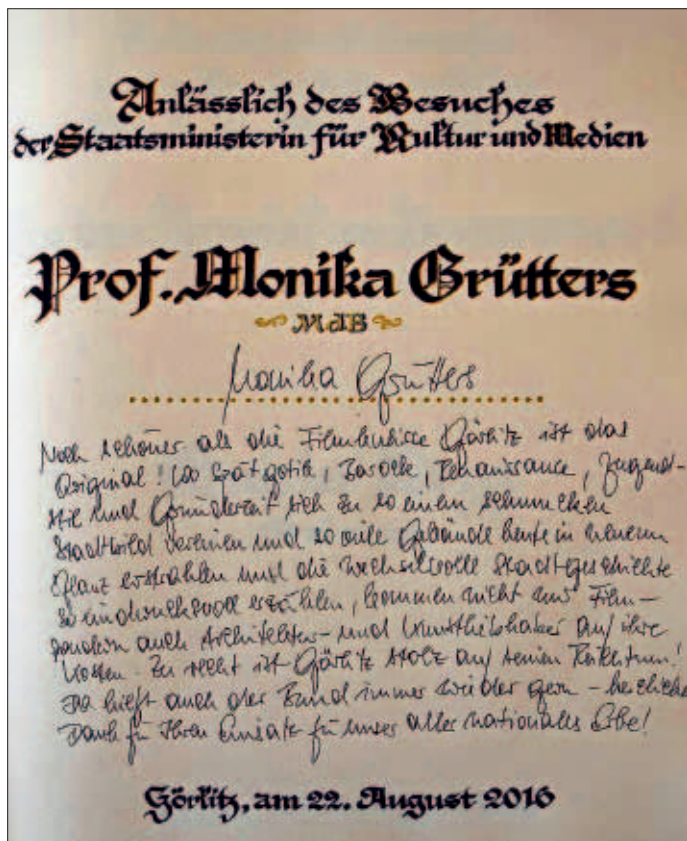 Anlässlich des Besuches
der Staatsministerin für Kultur und Medien
Prof. Monika Grütters
MdB
Monika Grütters
Noch schöner als die Filmkulisse Görlitz ist das
Original! Wo Spätgotik, Barock, Renaissance, Jugend-
stil und Gründerzeit sich zu so einem schmucken
Stadtbild vereinen und so viele Gebäude heute in neuem
Glanz erstrahlen und die wechselvolle Stadtgeschichte
so eindrucksvoll erzählen, kommen nicht nur Film-
sondern auch Architektur- und Kunstliebhaber auf ihre
Kosten. Zu recht ist Görlitz stolz auf seinen Reichtum!
Da hilft auch der Bund immer wieder gern - herzlichen
Dank für Ihren Einsatz für unser aller nationales Erbe!
Görlitz, am 22. August 2016